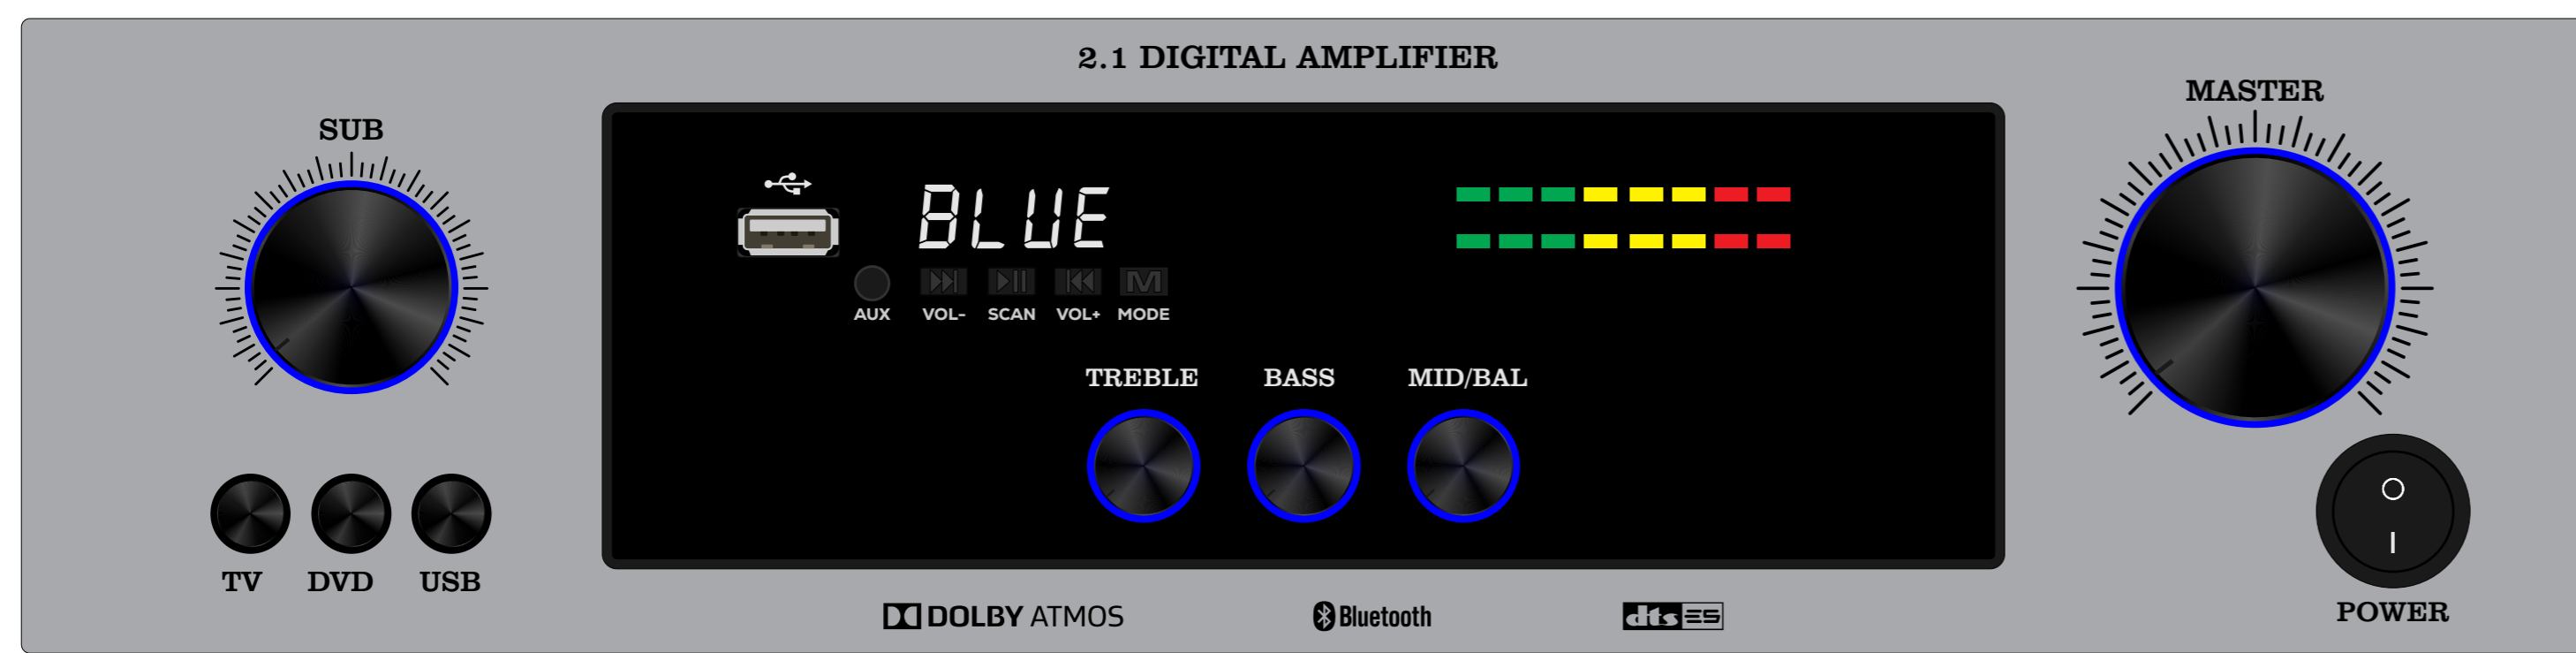 2.1 DIGITAL AMPLIFIER
MASTER
SUB
BLUE
AUX VOL- SCAN VOL+ MODE
M
TREBLE BASS MID/BAL
TV DVD USB
DOLBY ATMOS
Bluetooth
dts ES
POWER